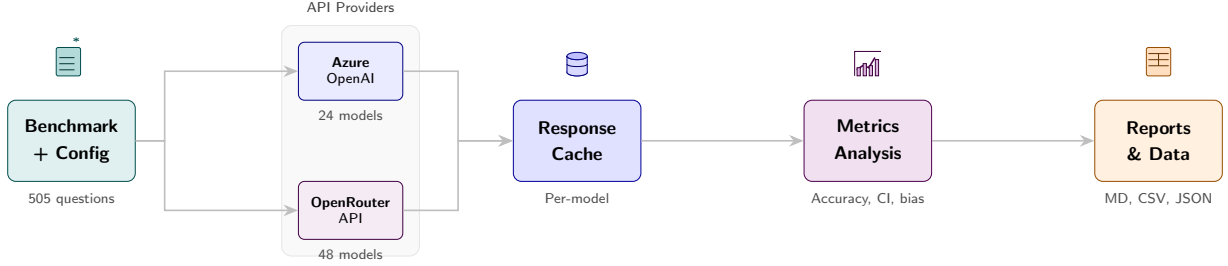 API Providers
*
Benchmark
+ Config
505 questions
Azure
OpenAI
24 models
OpenRouter
API
48 models
Response
Cache
Per-model
Metrics
Analysis
Accuracy, CI, bias
Reports
& Data
MD, CSV, JSON